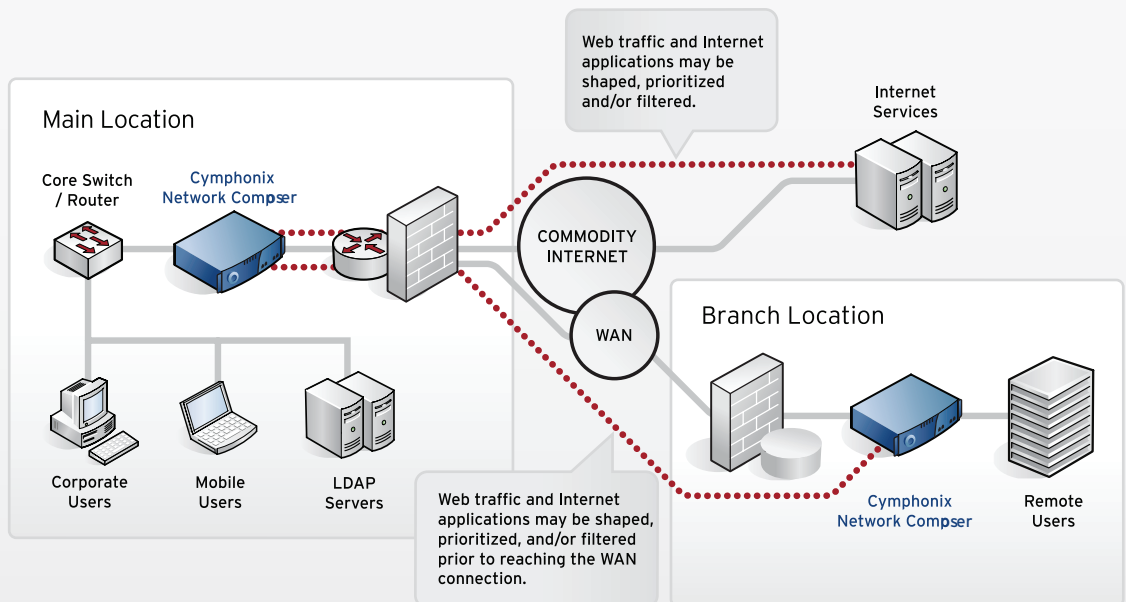 Web traffic and Internet
applications may be
shaped, prioritized
and/or filtered.
Internet
Services
Main Location
Core Switch
/ Router
Cymphonix
Network Composer
COMMODITY
INTERNET
WAN
Branch Location
Corporate
Users
Mobile
Users
LDAP
Servers
Web traffic and Internet
applications may be shaped,
prioritized, and/or filtered
prior to reaching the WAN
connection.
Cymphonix
Network Composer
Remote
Users